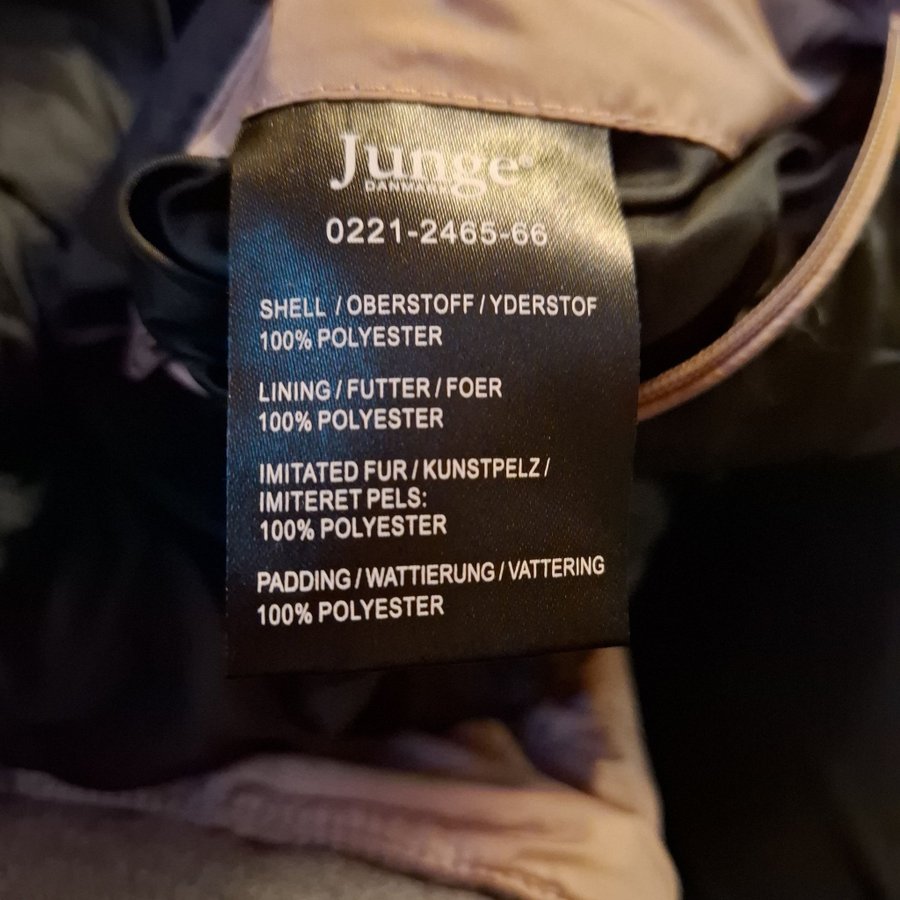 Junge®
DANMARK
0221-2465-66
SHELL / OBERSTOFF / YDERSTOF
100% POLYESTER
LINING / FUTTER / FOER
100% POLYESTER
IMITATED FUR / KUNSTPELZ /
IMITERET PELS:
100% POLYESTER
PADDING / WATTIERUNG / VATTERING
100% POLYESTER